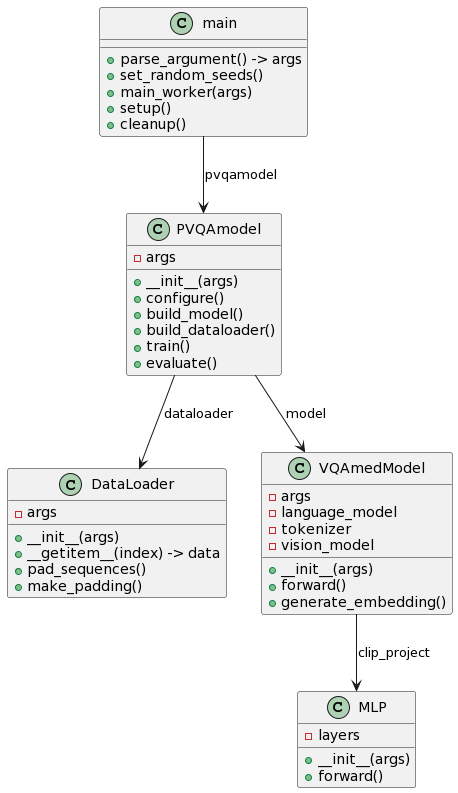 C main
parse_argument() -> args
set_random_seeds()
main_worker(args)
setup()
cleanup()
pvqamodel
C PVQAmodel
args
__init__(args)
configure()
build_model()
build_dataloader()
train()
evaluate()
dataloader
model
C DataLoader
args
__init__(args)
__getitem__(index) -> data
pad_sequences()
make_padding()
C VQAmedModel
args
language_model
tokenizer
vision_model
__init__(args)
forward()
generate_embedding()
clip_project
C MLP
layers
__init__(args)
forward()